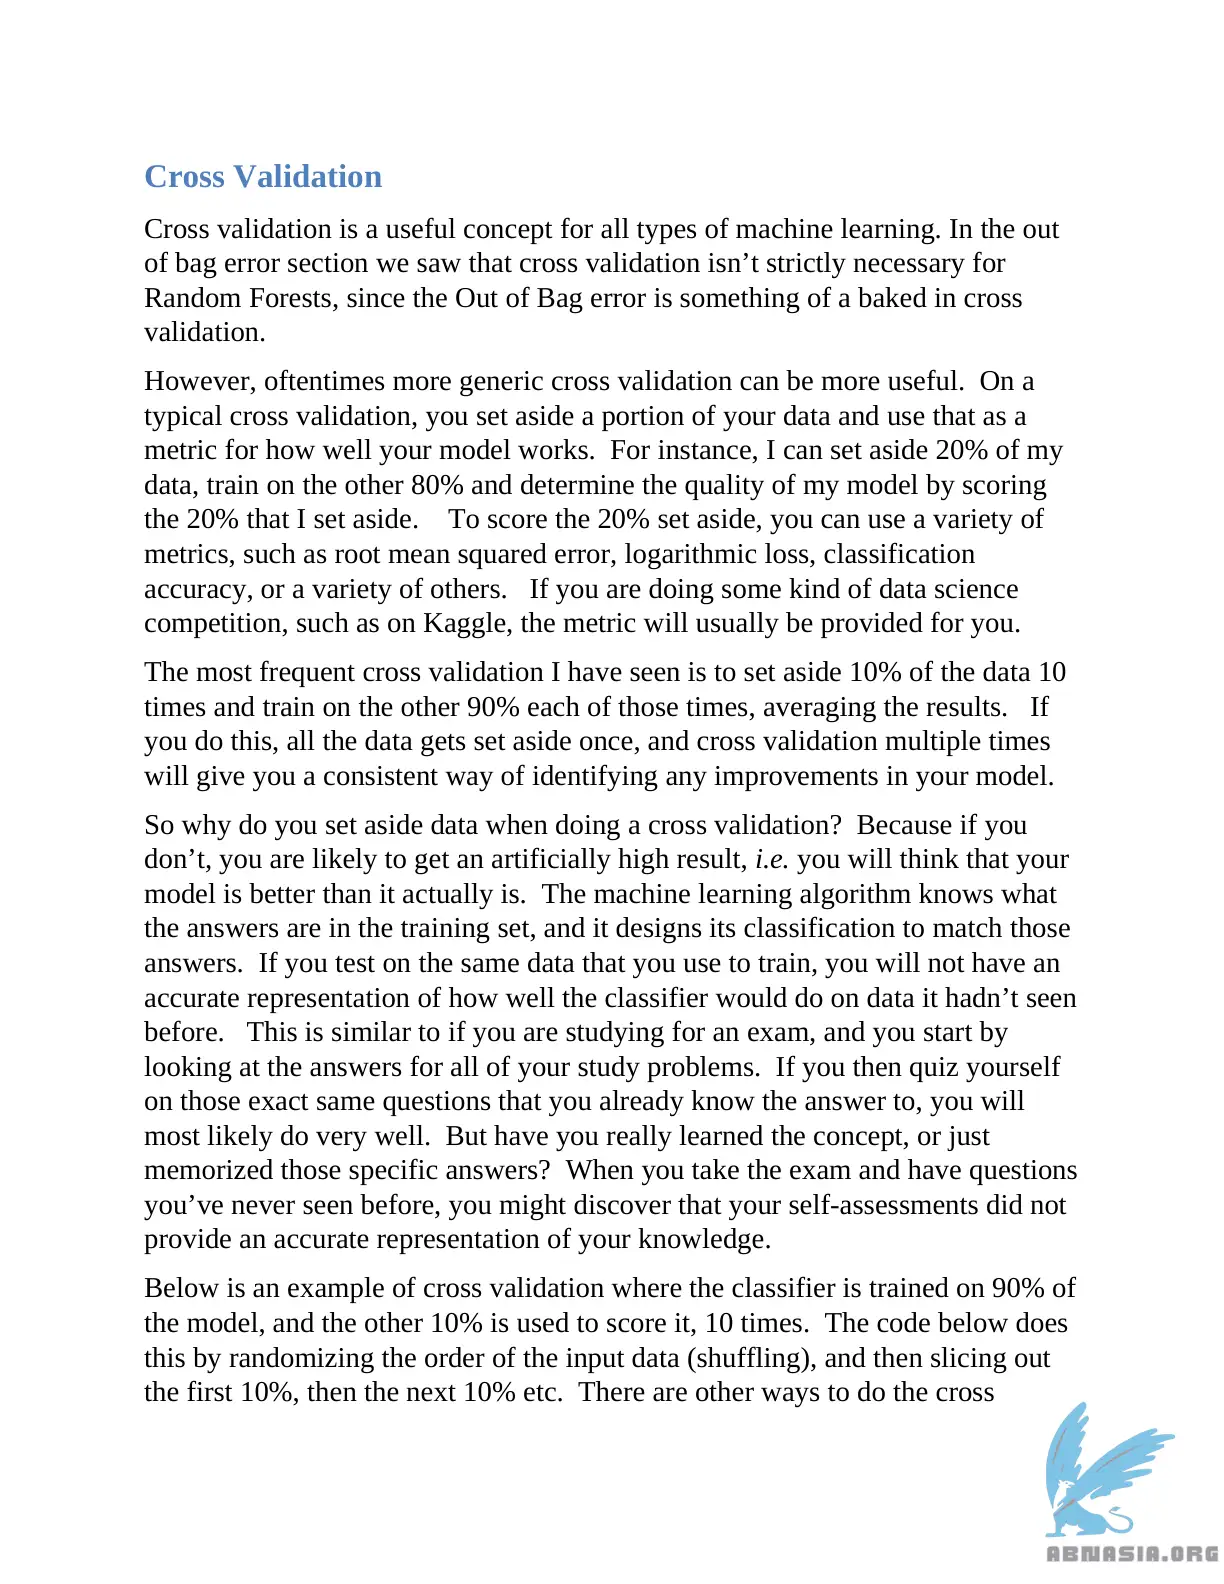 Cross Validation
Cross validation is a useful concept for all types of machine learning. In the out
of bag error section we saw that cross validation isn’t strictly necessary for
Random Forests, since the Out of Bag error is something of a baked in cross
validation.
However, oftentimes more generic cross validation can be more useful.  On a
typical cross validation, you set aside a portion of your data and use that as a
metric for how well your model works.  For instance, I can set aside 20% of my
data, train on the other 80% and determine the quality of my model by scoring
the 20% that I set aside.    To score the 20% set aside, you can use a variety of
metrics, such as root mean squared error, logarithmic loss, classification
accuracy, or a variety of others.   If you are doing some kind of data science
competition, such as on Kaggle, the metric will usually be provided for you.
The most frequent cross validation I have seen is to set aside 10% of the data 10
times and train on the other 90% each of those times, averaging the results.   If
you do this, all the data gets set aside once, and cross validation multiple times
will give you a consistent way of identifying any improvements in your model.
So why do you set aside data when doing a cross validation?  Because if you
don’t, you are likely to get an artificially high result, i.e. you will think that your
model is better than it actually is.  The machine learning algorithm knows what
the answers are in the training set, and it designs its classification to match those
answers.  If you test on the same data that you use to train, you will not have an
accurate representation of how well the classifier would do on data it hadn’t seen
before.   This is similar to if you are studying for an exam, and you start by
looking at the answers for all of your study problems.  If you then quiz yourself
on those exact same questions that you already know the answer to, you will
most likely do very well.  But have you really learned the concept, or just
memorized those specific answers?  When you take the exam and have questions
you’ve never seen before, you might discover that your self-assessments did not
provide an accurate representation of your knowledge.
Below is an example of cross validation where the classifier is trained on 90% of
the model, and the other 10% is used to score it, 10 times.  The code below does
this by randomizing the order of the input data (shuffling), and then slicing out
the first 10%, then the next 10% etc.  There are other ways to do the cross
ABNASIA.ORG